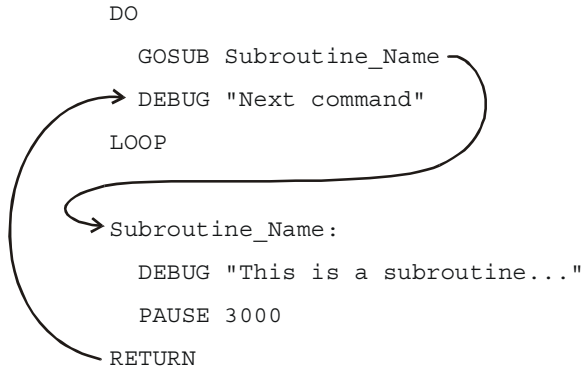 DO
GOSUB Subroutine_Name
DEBUG "Next command"
LOOP
Subroutine_Name:
DEBUG "This is a subroutine..."
PAUSE 3000
RETURN